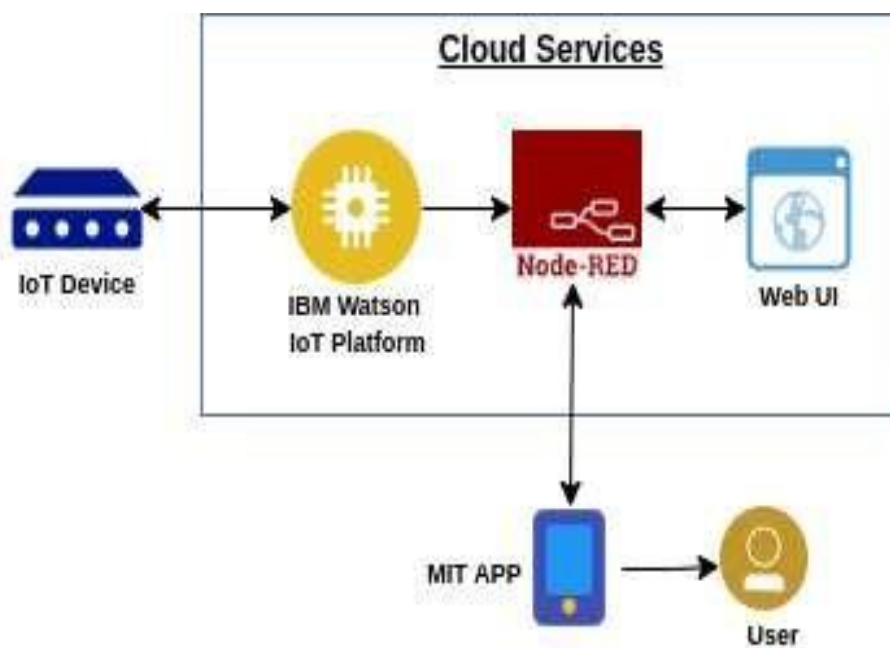 Cloud Services
IoT Device
IBM Watson
IoT Platform
Node-RED
Web UI
MIT APP
User